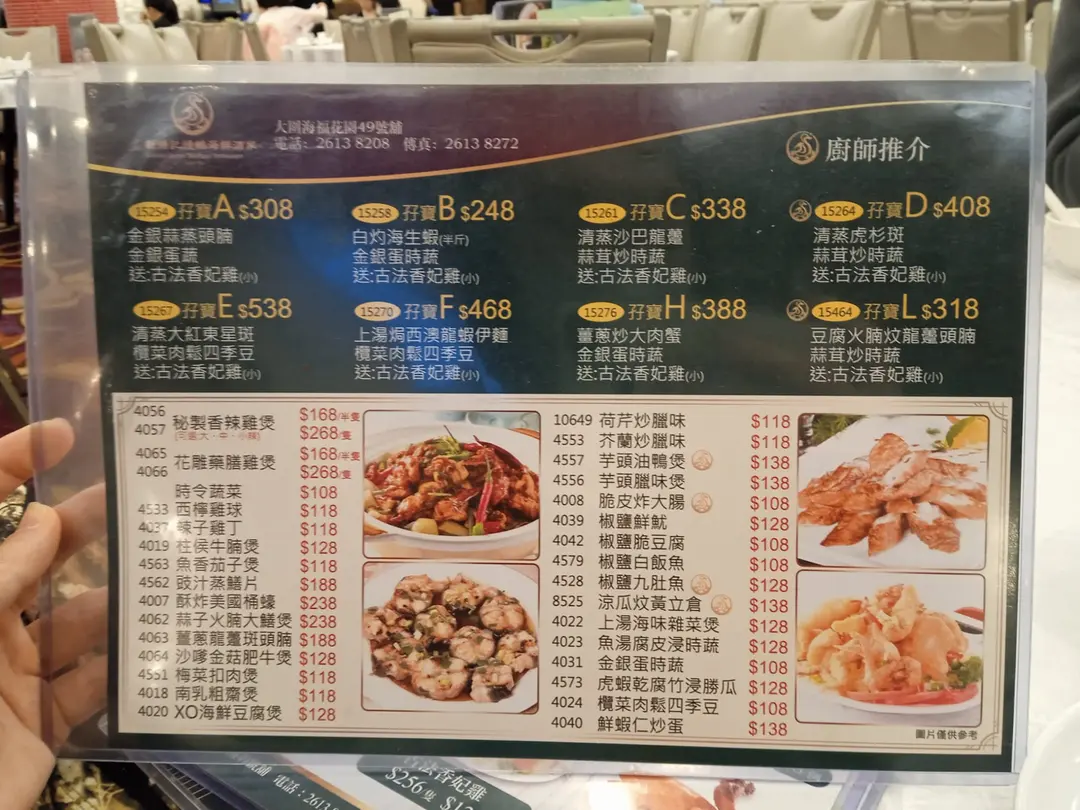 大圍海福花園49號舖
電話: 2613 8208 傳真: 2613 8272
廚師推介
15254 孖寶A $308
金銀蒜蒸頭腩
金銀蛋蔬
送:古法香妃雞(小)
15258 孖寶B $248
白灼海生蝦(半斤)
金銀蛋時蔬
送:古法香妃雞(小)
15261 孖寶C $338
清蒸沙巴龍躉
蒜茸炒時蔬
送:古法香妃雞(小)
15264 孖寶D $408
清蒸虎杉斑
蒜茸炒時蔬
送:古法香妃雞(小)
15267 孖寶E $538
清蒸大紅東星斑
欖菜肉鬆四季豆
送:古法香妃雞(小)
15270 孖寶F $468
上湯焗西澳龍蝦伊麵
欖菜肉鬆四季豆
送:古法香妃雞(小)
15276 孖寶H $388
薑蔥炒大肉蟹
金銀蛋時蔬
送:古法香妃雞(小)
15464 孖寶L $318
豆腐火腩炆龍躉頭腩
蒜茸炒時蔬
送:古法香妃雞(小)
4056 秘製香辣雞煲 $168/半隻
4057 (可選大、中、小辣) $268/隻
4065 花雕藥膳雞煲 $168/半隻
4066 $268/隻
時令蔬菜 $108
4533 西檸雞球 $118
4037 辣子雞丁 $118
4019 柱侯牛腩煲 $128
4563 魚香茄子煲 $118
4562 豉汁蒸鱔片 $188
4007 酥炸美國桶蠔 $238
4062 蒜子火腩大鱔煲 $238
4063 薑蔥龍躉斑頭腩 $188
4064 沙嗲金菇肥牛煲 $128
4551 梅菜扣肉煲 $118
4018 南乳粗齋煲 $118
4020 XO海鮮豆腐煲 $128
10649 荷芹炒臘味 $118
4553 芥蘭炒臘味 $118
4557 芋頭油鴨煲 $138
4556 芋頭臘味煲 $138
4008 脆皮炸大腸 $108
4039 椒鹽鮮魷 $128
4042 椒鹽脆豆腐 $108
4579 椒鹽白飯魚 $108
4528 椒鹽九肚魚 $128
8525 涼瓜炆黃立倉 $138
4022 上湯海味雜菜煲 $128
4023 魚湯腐皮浸時蔬 $128
4031 金銀蛋時蔬 $108
4573 虎蝦乾腐竹浸勝瓜 $128
4024 欖菜肉鬆四季豆 $108
4040 鮮蝦仁炒蛋 $138
圖片僅供參考
電話:2613
古法香妃雞
$256隻